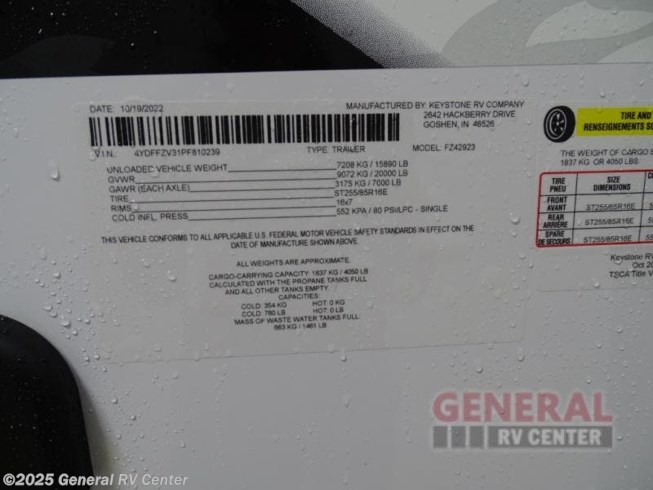 DATE: 10/19/2022
MANUFACTURED BY: KEYSTONE RV COMPANY
2642 HACKBERRY DRIVE
GOSHEN, IN 46526
V.I.N. 4YDFFZV31PF810239 TYPE: TRAILER MODEL: FZ42923
UNLOADED VEHICLE WEIGHT 7208 KG / 15890 LB
GVWR 9072 KG / 20000 LB
GAWR (EACH AXLE) 3175 KG / 7000 LB
TIRE ST255/85R16E
RIMS 16x7
COLD INFL. PRESS 552 KPA / 80 PSI/LPC - SINGLE
THIS VEHICLE CONFORMS TO ALL APPLICABLE U.S. FEDERAL MOTOR VEHICLE SAFETY STANDARDS IN EFFECT ON THE
DATE OF MANUFACTURE SHOWN ABOVE.
ALL WEIGHTS ARE APPROXIMATE.
CARGO-CARRYING CAPACITY: 1837 KG / 4050 LB
CALCULATED WITH THE PROPANE TANKS FULL
AND ALL OTHER TANKS EMPTY.
CAPACITIES:
COLD: 354 KG HOT: 0 KG
COLD: 780 LB HOT: 0 LB
MASS OF WASTE WATER TANKS FULL:
663 KG / 1461 LB
TIRE AND
RENSEIGNEMENTS S
THE WEIGHT OF CARGO
1837 KG OR 4050 LBS.
TIRE
PNEU
SIZE
DIMENSIONS
FRONT
AVANT
ST255/85R16E
REAR
ARRIÈRE
ST255/85R16E
SPARE
DE SECOURS
ST255/85R16E
Keystone RV
Oct 20
TSCA Title V
GENERAL
RV CENTER
©2025 General RV Center